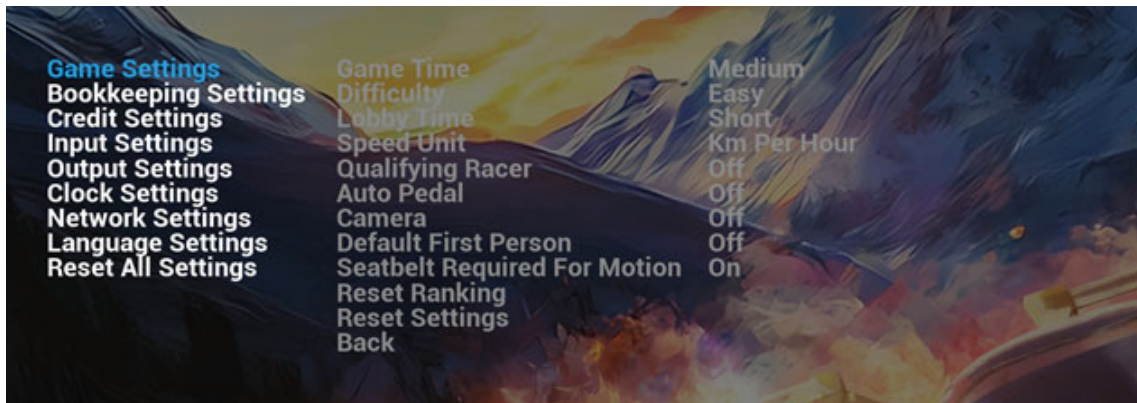 Game Settings Game Time Medium
Bookkeeping Settings Difficulty Easy
Credit Settings Lobby Time Short
Input Settings Speed Unit Km Per Hour
Output Settings Qualifying Racer Off
Clock Settings Auto Pedal Off
Network Settings Camera Off
Language Settings Default First Person Off
Reset All Settings Seatbelt Required For Motion On
Reset Ranking
Reset Settings
Back